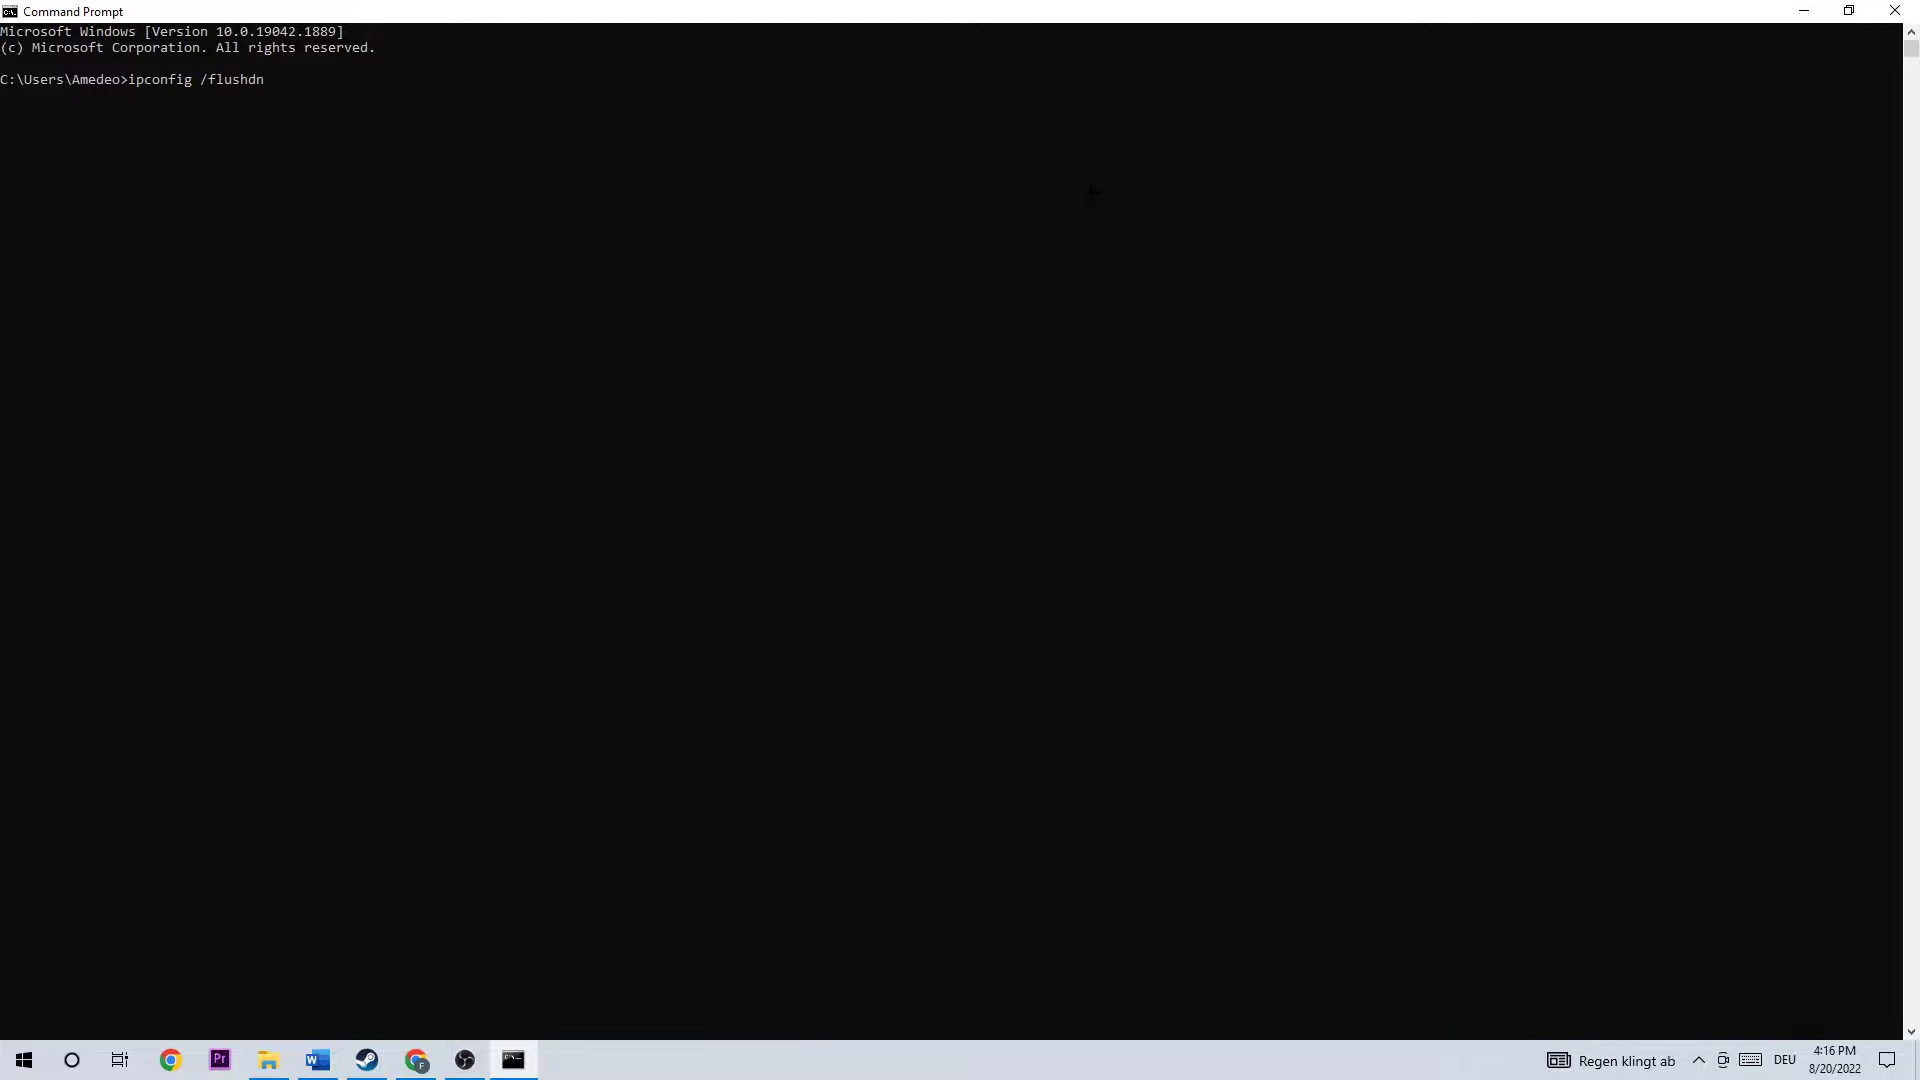 Command Prompt
Microsoft Windows [Version 10.0.19042.1889]
(c) Microsoft Corporation. All rights reserved.
C:\Users\Amedeo>ipconfig /flushdn
Pr
F
Regen klingt ab
DEU
4:16 PM
8/20/2022